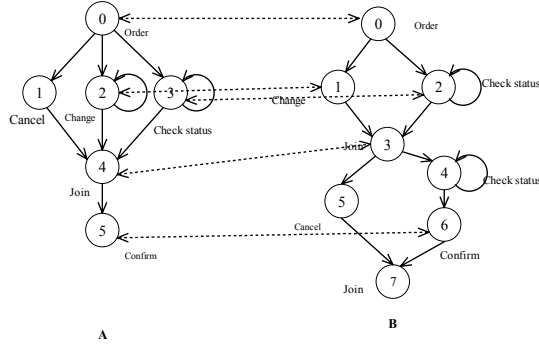 0
Order
1
2
3
Cancel
Change
Check status
4
Join
5
Confirm
A
0
Order
1
2
Change
Check status
3
Join
4
Check status
5
6
Cancel
Confirm
7
Join
B